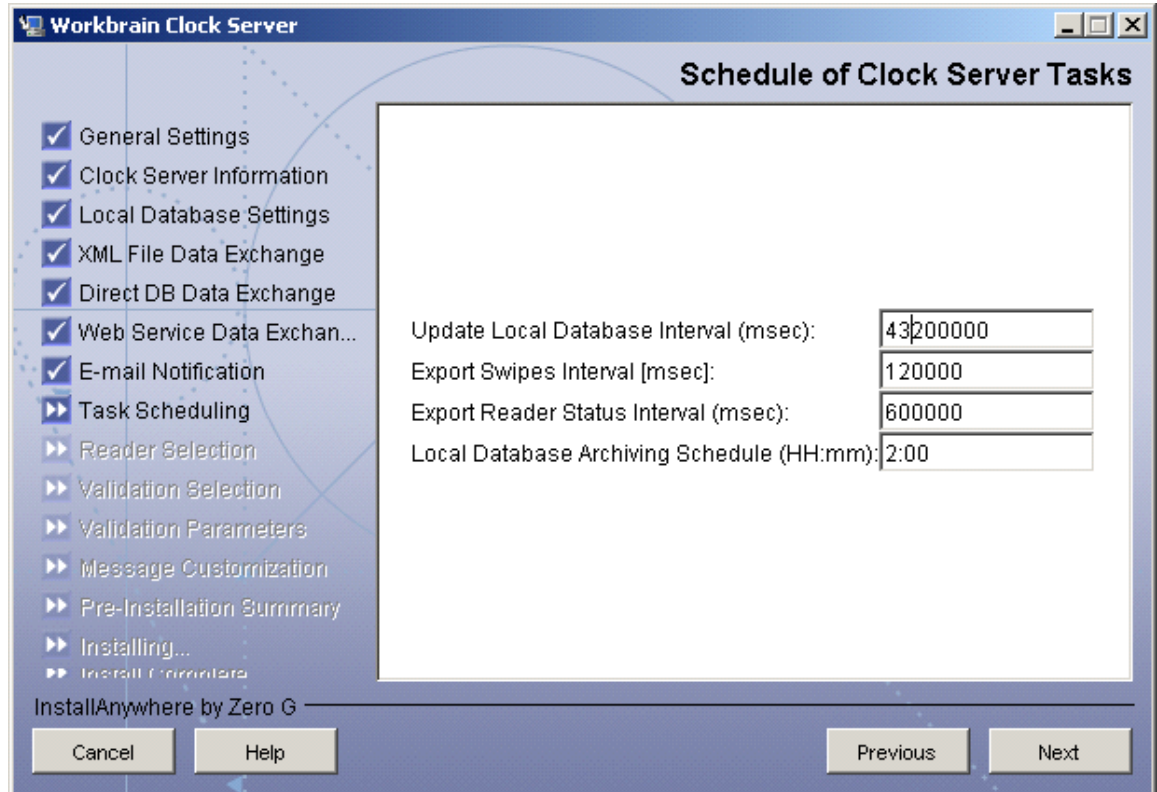 Workbrain Clock Server
Schedule of Clock Server Tasks
General Settings
Clock Server Information
Local Database Settings
XML File Data Exchange
Direct DB Data Exchange
Web Service Data Exchan...
E-mail Notification
Task Scheduling
Reader Selection
Validation Selection
Validation Parameters
Message Customization
Pre-Installation Summary
Installing...
Install Complete
Update Local Database Interval (msec): 43200000
Export Swipes Interval [msec]: 120000
Export Reader Status Interval (msec): 600000
Local Database Archiving Schedule (HH:mm): 2:00
InstallAnywhere by Zero G
Cancel Help Previous Next